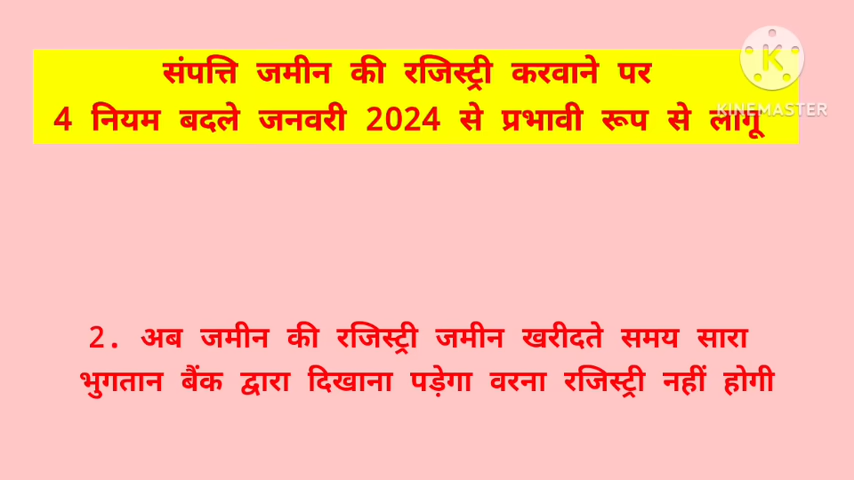 संपत्ति जमीन की रजिस्ट्री करवाने पर
4 नियम बदले जनवरी 2024 से प्रभावी रूप से लागू
K
KINEMASTER
2. अब जमीन की रजिस्ट्री जमीन खरीदते समय सारा
भुगतान बैंक द्वारा दिखाना पड़ेगा वरना रजिस्ट्री नहीं होगी